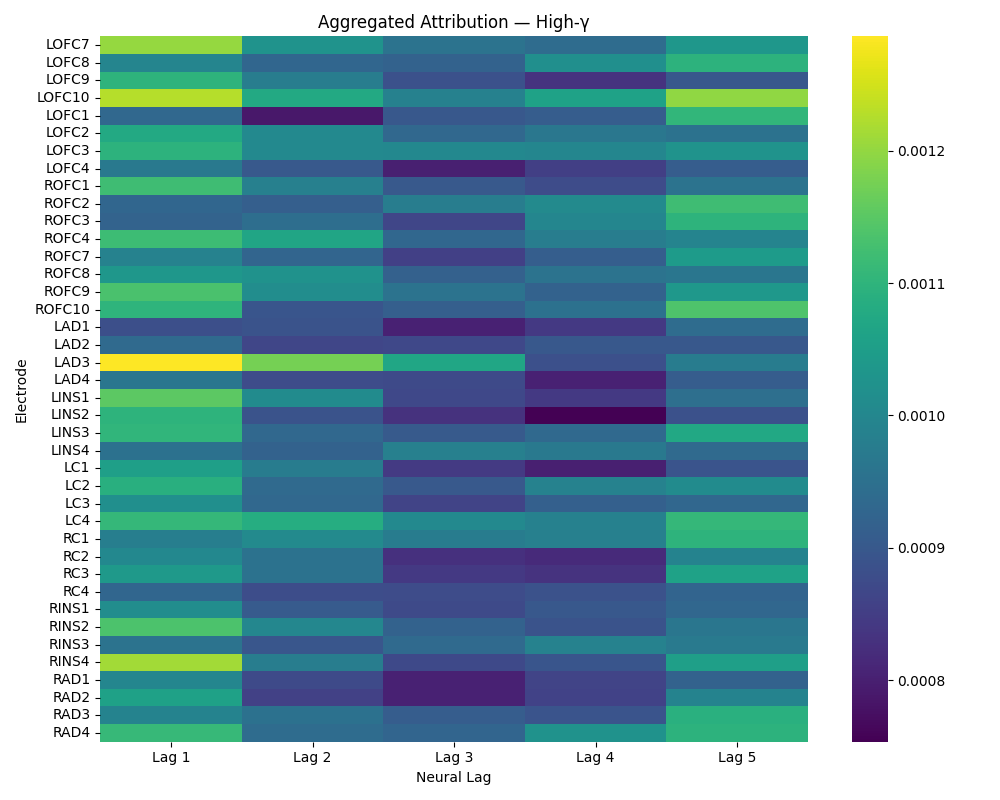 Aggregated Attribution — High-γ
LOFC7
LOFC8
LOFC9
LOFC10
LOFC1
LOFC2
LOFC3
LOFC4
ROFC1
ROFC2
ROFC3
ROFC4
ROFC7
ROFC8
ROFC9
ROFC10
LAD1
LAD2
LAD3
LAD4
LINS1
LINS2
LINS3
LINS4
LC1
LC2
LC3
LC4
RC1
RC2
RC3
RC4
RINS1
RINS2
RINS3
RINS4
RAD1
RAD2
RAD3
RAD4
Electrode
Lag 1 Lag 2 Lag 3 Lag 4 Lag 5
Neural Lag
0.0012
0.0011
0.0010
0.0009
0.0008